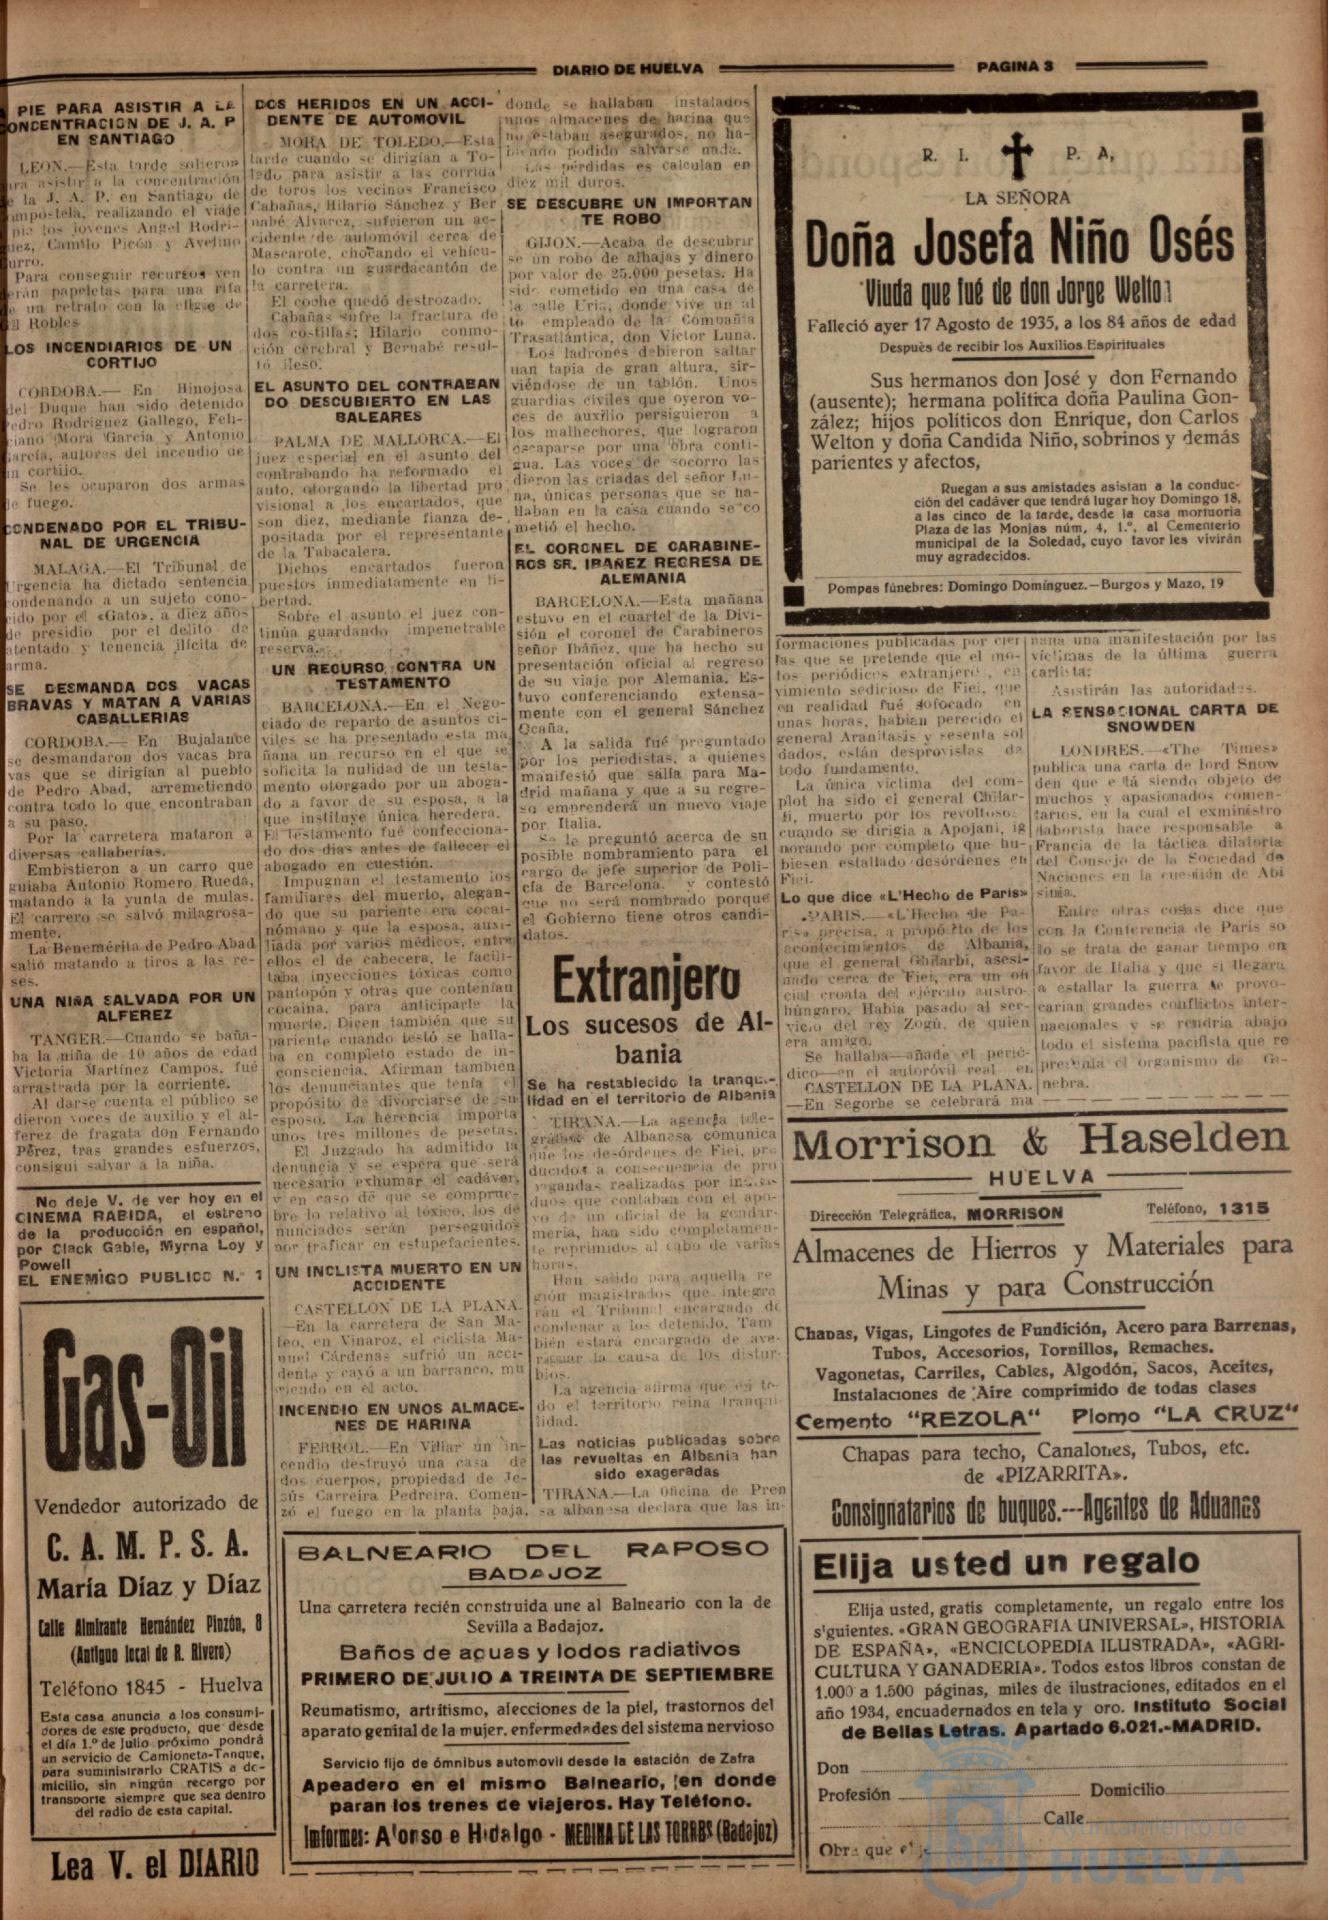 DIARIO DE HUELVA
PAGINA 3
PIE PARA ASISTIR A LA
CONCENTRACION DE J. A. P
EN SANTIAGO
LEON.—Esta tarde
para asistir a la concentración
de la J. A. P. en Santiago de
realizando el viaje
pie los jóvenes Angel Rodrí-
guez, Camilo Picón y Avelino
Para conseguir recursos ven
derán papeletas para una rifa
de un retrato con la efigie de
Gil Robles
LOS INCENDIARIOS DE UN
CORTIJO
CORDOBA.— En Hinojosa
del Duque han sido detenido
Pedro Rodríguez Gallego, Feli-
ciano Mora García y Antonio
García, autores del incendio de
un cortijo.
Se les ocuparon dos armas
de fuego.
CONDENADO POR EL TRIBU-
NAL DE URGENCIA
MALAGA.—El Tribunal de
Urgencia ha dictado sentencia
condenando a un sujeto cono-
cido por el «Gato», a diez años
de presidio por el delito de
atentado y tenencia ilícita de
arma.
SE DESMANDA DOS VACAS
BRAVAS Y MATAN A VARIAS
CABALLERIAS
CORDOBA.— En Bujalance
se desmandaron dos vacas bra
vas que se dirigían al pueblo
de Pedro Abad, arremetiendo
contra todo lo que encontraban
a su paso.
Por la carretera mataron a
diversas callaberías.
Embistieron a un carro que
guiaba Antonio Romero Rueda,
matando a la yunta de mulas.
El carrero se salvó milagrosa-
mente.
La Benemérita de Pedro Abad
salió matando a tiros a las re-
ses.
UNA NIÑA SALVADA POR UN
ALFEREZ
TANGER.—Cuando se baña-
ba la niña de 10 años de edad
Victoria Martínez Campos, fué
arrastrada por la corriente.
Al darse cuenta el público se
dieron voces de auxilio y el al-
ferez de fragata don Fernando
Pérez, tras grandes esfuerzos,
consigui salvar a la niña.
No deje V. de ver hoy en el
CINEMA RABIDA, el estreno
de la producción en español,
por Clack Gable, Myrna Loy y
Powell
EL ENEMIGO PUBLICO N.º 1
Gas-Oil
Vendedor autorizado de
C. A. M. P. S. A.
María Díaz y Díaz
Calle Almirante Hernández Pinzón, 8
(Antiguo local de R. Rivero)
Teléfono 1845 - Huelva
Esta casa anuncia a los consumi-
dores de este producto, que desde
el día 1.º de Julio próximo pondrá
un servicio de Camioneta-Tanque,
para suministrarlo GRATIS a do-
micilio, sin ningún recargo por
transporte siempre que sea dentro
del radio de esta capital.
Lea V. el DIARIO
DOS HERIDOS EN UN ACCI-
DENTE DE AUTOMOVIL
MORA DE TOLEDO.—Esta
tarde cuando se dirigían a To-
ledo para asistir a las corrida
de toros los vecinos Francisco
Cabañas, Hilario Sánchez y Ber
nabé Alvarez, sufrieron un ac-
cidente de automóvil cerca de
Mascarote, chocando el vehícu-
lo contra un guardacantón de
la carretera.
El coche quedó destrozado.
Cabañas sufre la fractura de
dos costillas; Hilario conmo-
ción cerebral y Bernabé resul-
tó ileso.
EL ASUNTO DEL CONTRABAN
DO DESCUBIERTO EN LAS
BALEARES
PALMA DE MALLORCA.—El
juez especial en el asunto del
contrabando ha reformado el
auto, otorgando la libertad pro
visional a los encartados, que
son diez, mediante fianza de-
positada por el representante
de la Tabacalera.
Dichos encartados fueron
puestos inmediatamente en li-
bertad.
Sobre el asunto el juez con-
tinúa guardando impenetrable
reserva.
UN RECURSO CONTRA UN
TESTAMENTO
BARCELONA.—En el Nego-
ciado de reparto de asuntos ci-
viles se ha presentado esta ma
ñana un recurso en el que se
solicita la nulidad de un testa-
mento otorgado por un aboga-
do a favor de su esposa, a la
que instituye única heredera.
El testamento fué confecciona-
do dos dias antes de fallecer el
abogado en cuestión.
Impugnan el testamento los
familiares del muerto, alegan-
do que su pariente era cocai-
nómano y que la esposa, auxi-
liada por varios médicos, entre
ellos el de cabecera, le facili-
taba inyecciones tóxicas como
pantopón y otras que contenían
cocaina, para anticiparle la
muerte. Dicen también que su
pariente cuando testó se halla-
ba en completo estado de in-
consciencia. Afirman también
los denunciantes que tenía el
propósito de divorciarse de su
esposo. La herencia importa
unos tres millones de pesetas.
El Juzgado ha admitido la
denuncia y se espera que será
necesario exhumar el cadáver,
y en caso de que se comprue-
bre lo relativo al tóxico, los de
nunciados serán perseguidos
por traficar en estupefacientes.
UN INCLISTA MUERTO EN UN
ACCIDENTE
CASTELLON DE LA PLANA.
—En la carretera de San Ma-
teo, en Vinaroz, el ciclista Ma-
nuel Cárdenas sufrió un acci-
dente y cayó a un barranco, mu
riendo en el acto.
INCENDIO EN UNOS ALMACE-
NES DE HARINA
FERROL.—En Villar un in-
cendio destruyó una casa de
dos cuerpos, propiedad de Je-
sús Carreira Pedreira. Comen-
zó el fuego en la planta baja,
donde se hallaban instalados
unos almacenes de harina que
no estaban asegurados, no ha-
biendo podido salvarse nada.
Las pérdidas es calculan en
diez mil duros.
SE DESCUBRE UN IMPORTAN
TE ROBO
GIJON.—Acaba de descubrir
se un robo de alhajas y dinero
por valor de 25.000 pesetas. Ha
sido cometido en una casa de
la calle Uría, donde vive un al
to empleado de la Compañía
Trasatlántica, don Víctor Luna.
Los ladrones debieron saltar
uan tapia de gran altura, sir-
viéndose de un tablón. Unos
guardias civiles que oyeron vo-
ces de auxilio persiguieron a
los malhechores, que lograron
escaparse por una obra conti-
gua. Las voces de socorro las
dieron las criadas del señor Lu-
na, únicas personas que se ha-
llaban en la casa cuando se co
metió el hecho.
EL CORONEL DE CARABINE-
ROS SR. IBAÑEZ REGRESA DE
ALEMANIA
BARCELONA.—Esta mañana
estuvo en el cuartel de la Divi-
sión el coronel de Carabineros
señor Ibáñez, que ha hecho su
presentación oficial al regreso
de su viaje por Alemania. Es-
tuvo conferenciando extensa-
mente con el general Sánchez
Ocaña.
A la salida fué preguntado
por los periodistas, a quienes
manifestó que salía para Ma-
drid mañana y que a su regre-
so emprenderá un nuevo viaje
por Italia.
Se le preguntó acerca de su
posible nombramiento para el
cargo de jefe superior de Poli-
cía de Barcelona, y contestó
que no será nombrado porque
el Gobierno tiene otros candi-
datos.
Extranjero
Los sucesos de Al-
bania
Se ha restablecido la tranqui-
lidad en el territorio de Albania
TIRANA.—La agencia tele-
gráfica de Albanesa comunica
que los desórdenes de Fiei, pro
ducidos a consecuencia de pro
pagandas realizadas por indivi-
duos que contaban con el apo-
yo de un oficial de la gendar-
mería, han sido completamen-
te reprimidos al cabo de varias
horas.
Han salido para aquella re
gión magistrados que integra
rán el Tribunal encargado de
condenar a los detenido. Tam
bién estará encargado de ave-
riguar la causa de los distur-
bios.
La agencia afirma que en to-
do el territorio reina tranqui-
lidad.
Las noticias publicadas sobre
las revueltas en Albania han
sido exageradas
TIRANA.—La Oficina de Pren
sa albanesa declara que las in-
BALNEARIO DEL RAPOSO
BADAJOZ
Una carretera recién construida une al Balneario con la de
Sevilla a Badajoz.
Baños de aguas y lodos radiativos
PRIMERO DE JULIO A TREINTA DE SEPTIEMBRE
Reumatismo, artritismo, afecciones de la piel, trastornos del
aparato genital de la mujer, enfermedades del sistema nervioso
Servicio fijo de ómnibus automovil desde la estación de Zafra
Apeadero en el mismo Balneario, en donde
paran los trenes de viajeros. Hay Teléfono.
Imformes: Alonso e Hidalgo - MEDINA DE LAS TORRES (Badajoz)
R. I. P. A,
LA SEÑORA
Doña Josefa Niño Osés
Viuda que fué de don Jorge Welton
Falleció ayer 17 Agosto de 1935, a los 84 años de edad
Después de recibir los Auxilios Espirituales
Sus hermanos don José y don Fernando
(ausente); hermana política doña Paulina Gon-
zález; hijos políticos don Enrique, don Carlos
Welton y doña Candida Niño, sobrinos y demás
parientes y afectos,
Ruegan a sus amistades asistan a la conduc-
ción del cadáver que tendrá lugar hoy Domingo 18,
a las cinco de la tarde, desde la casa mortuoria
Plaza de las Monjas núm. 4, 1.º, al Cementerio
municipal de la Soledad, cuyo favor les vivirán
muy agradecidos.
Pompas fúnebres: Domingo Domínguez.—Burgos y Mazo, 19
formaciones publicadas por cier
tas que se pretende que el mo-
tos periódicos extranjeros, en
vimiento sedicioso de Fiei, que
en realidad fué sofocado en
unas horas, habían perecido el
general Aranitasis y sesenta sol
dados, están desprovistas de
todo fundamento.
La única víctima del com-
plot ha sido el general Ghilar-
di, muerto por los revoltosos
cuando se dirigia a Apojani, ig
norando por completo que hu-
biesen estallado desórdenes en
Fiei.
Lo que dice «L'Hecho de Paris»
PARIS.—«L'Hecho de Pa-
ris» precisa, a propósito de los
acontecimientos de Albania,
que el general Ghilarbi, asesi-
nado cerca de Fiei, era un ofi
cial croata del ejército austro-
húngaro. Había pasado al ser-
vicio del rey Zogú, de quien
era amigo.
Se hallaba—añade el perió-
dico—en el autoróvil real en
CASTELLON DE LA PLANA.
—En Segorbe se celebrará ma
ñana una manifestación por las
víctimas de la última guerra
carlista.
Asistirán las autoridades.
LA SENSACIONAL CARTA DE
SNOWDEN
LONDRES.—«The Times»
publica una carta de lord Snow
den que está siendo objeto de
muchos y apasionados comen-
tarios, en la cual el exministro
laborista hace responsable a
Francia de la táctica dilatoria
del Consejo de la Sociedad de
Naciones en la cuestián de Abi
sinia.
Entre otras cosas dice que
con la Conferencia de París so
lo se trata de ganar tiempo en
favor de Italia y que si llegara
a estallar la guerra se provo-
carían grandes conflictos inter-
nacionales y se vendría abajo
todo el sistema pacifista que re
presenta el organismo de Gi-
nebra.
Morrison & Haselden
HUELVA
Dirección Telegráfica, MORRISON
Teléfono, 1315
Almacenes de Hierros y Materiales para
Minas y para Construcción
Chapas, Vigas, Lingotes de Fundición, Acero para Barrenas,
Tubos, Accesorios, Tornillos, Remaches.
Vagonetas, Carriles, Cables, Algodón, Sacos, Aceites,
Instalaciones de Aire comprimido de todas clases
Cemento "REZOLA" Plomo "LA CRUZ"
Chapas para techo, Canalones, Tubos, etc.
de «PIZARRITA».
Consignatarios de buques.---Agentes de Aduanas
Elija usted un regalo
Elija usted, gratis completamente, un regalo entre los
siguientes. «GRAN GEOGRAFIA UNIVERSAL», HISTORIA
DE ESPAÑA», «ENCICLOPEDIA ILUSTRADA», «AGRI-
CULTURA Y GANADERIA». Todos estos libros constan de
1.000 a 1.500 páginas, miles de ilustraciones, editados en el
año 1934, encuadernados en tela y oro. Instituto Social
de Bellas Letras. Apartado 6.021.-MADRID.
Don
Profesión Domicilio
Calle
Obra que elije
Ayuntamiento de
HUELVA